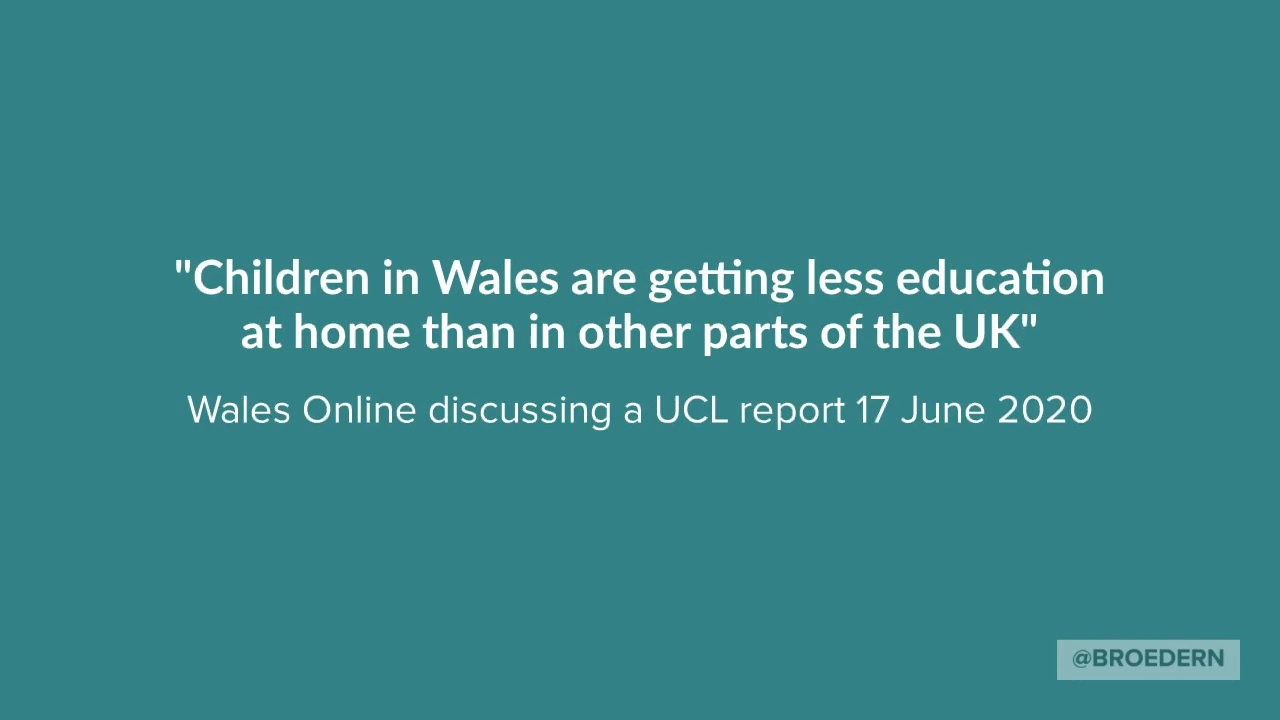 "Children in Wales are getting less education
at home than in other parts of the UK"
Wales Online discussing a UCL report 17 June 2020
@BROEDERN